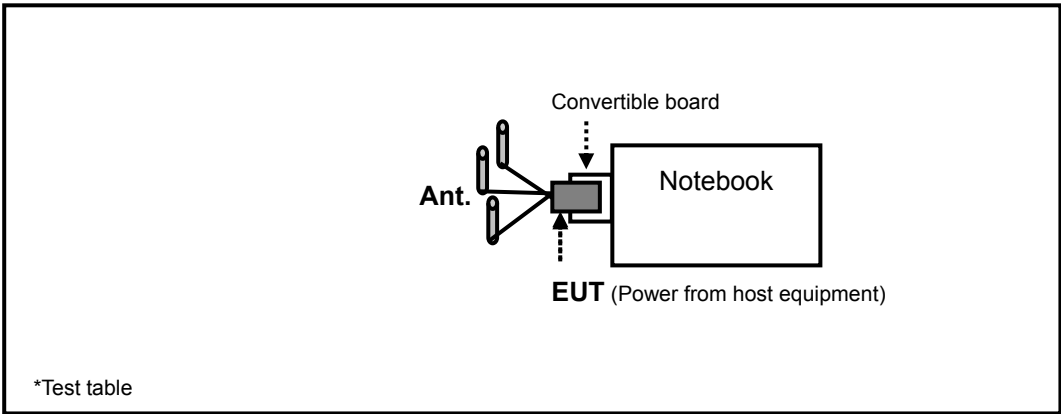 Convertible board
Notebook
Ant.
EUT (Power from host equipment)
*Test table